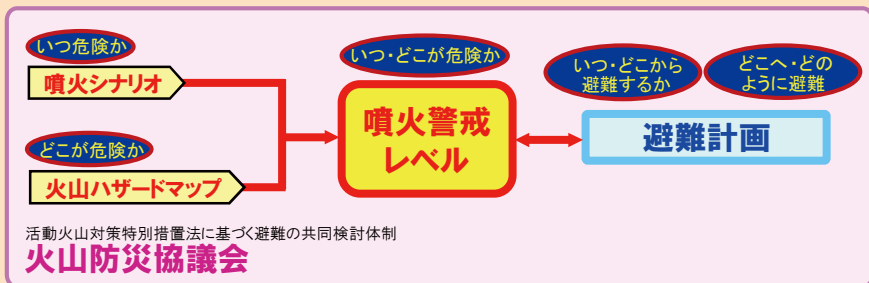 いつ危険か
噴火シナリオ
どこが危険か
火山ハザードマップ
いつ・どこが危険か
噴火警戒
レベル
いつ・どこから
避難するか
どこへ・どの
ように避難
避難計画
活動火山対策特別措置法に基づく避難の共同検討体制
火山防災協議会